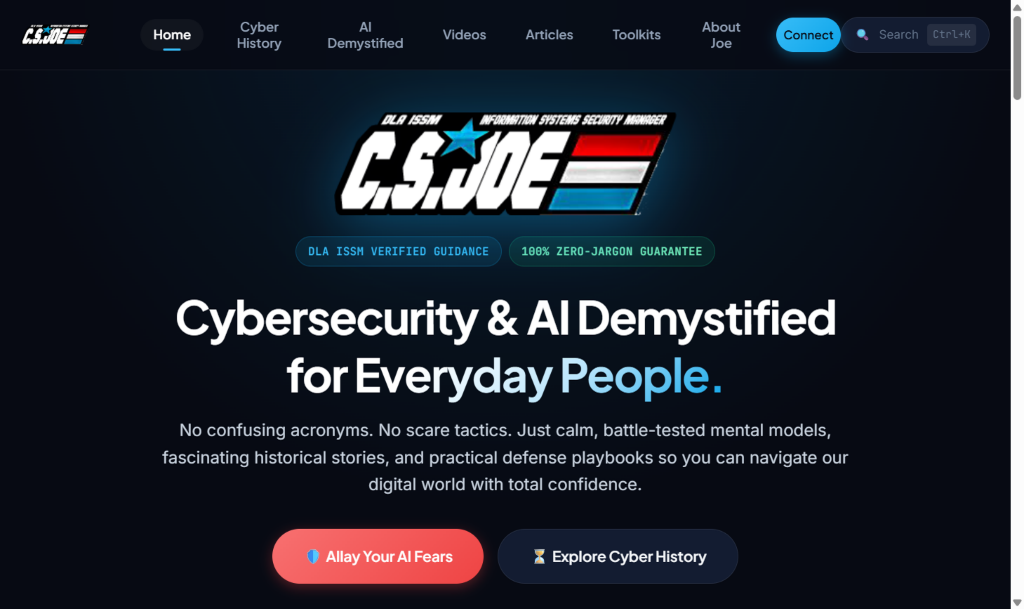 C.S.JOE
Home
Cyber
History
AI
Demystified
Videos
Articles
Toolkits
About
Joe
Connect
Search
Ctrl+K
DLA ISSM INFORMATION SYSTEMS SECURITY MANAGER
C.S.JOE
DLA ISSM VERIFIED GUIDANCE
100% ZERO-JARGON GUARANTEE
Cybersecurity & AI Demystified
for Everyday People.
No confusing acronyms. No scare tactics. Just calm, battle-tested mental models,
fascinating historical stories, and practical defense playbooks so you can navigate our
digital world with total confidence.
Allay Your AI Fears
Explore Cyber History